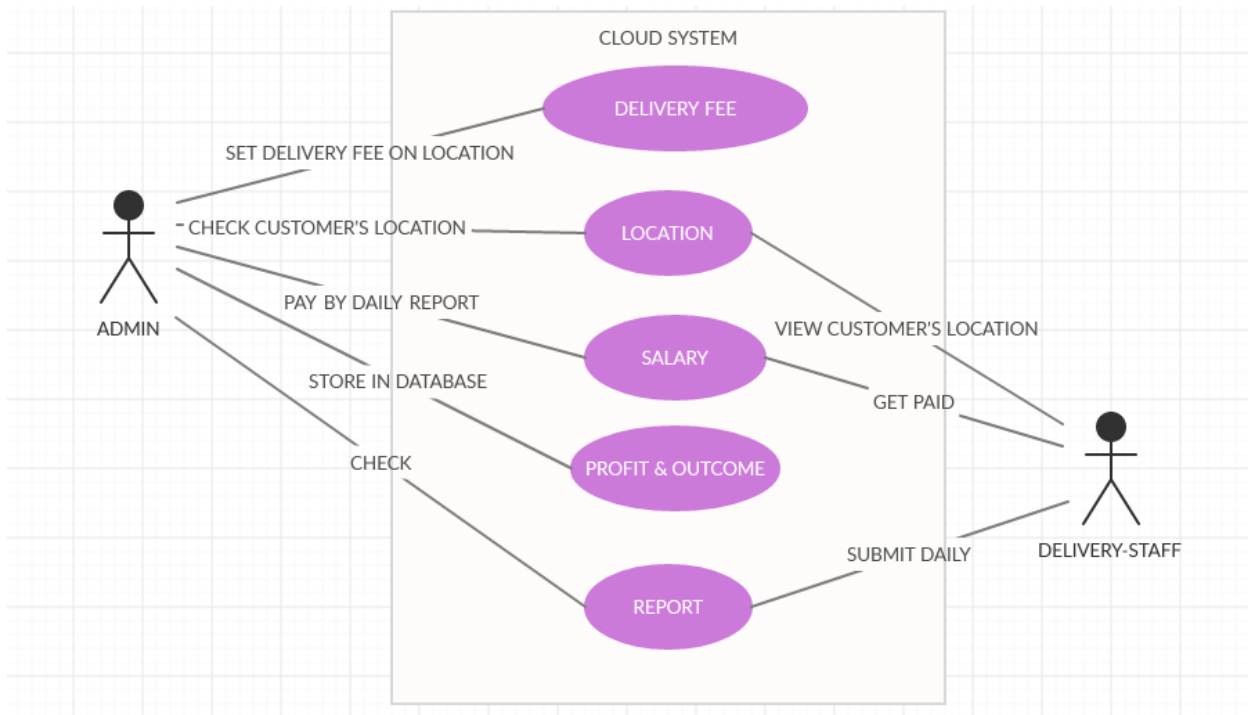 CLOUD SYSTEM
DELIVERY FEE
SET DELIVERY FEE ON LOCATION
CHECK CUSTOMER'S LOCATION
LOCATION
PAY BY DAILY REPORT
ADMIN
VIEW CUSTOMER'S LOCATION
SALARY
STORE IN DATABASE
GET PAID
CHECK
PROFIT & OUTCOME
SUBMIT DAILY
DELIVERY-STAFF
REPORT